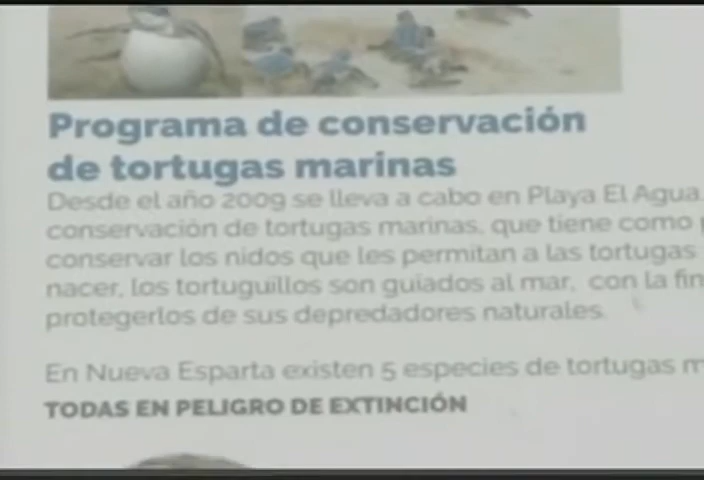 Programa de conservación
de tortugas marinas
Desde el año 2009 se lleva a cabo en Playa El Agua
conservación de tortugas marinas, que tiene como
conservar los nidos que les permitan a las tortugas
nacer, los tortuguillos son guiados al mar, con la fin
protegerlos de sus depredadores naturales.
En Nueva Esparta existen 5 especies de tortugas m
TODAS EN PELIGRO DE EXTINCIÓN